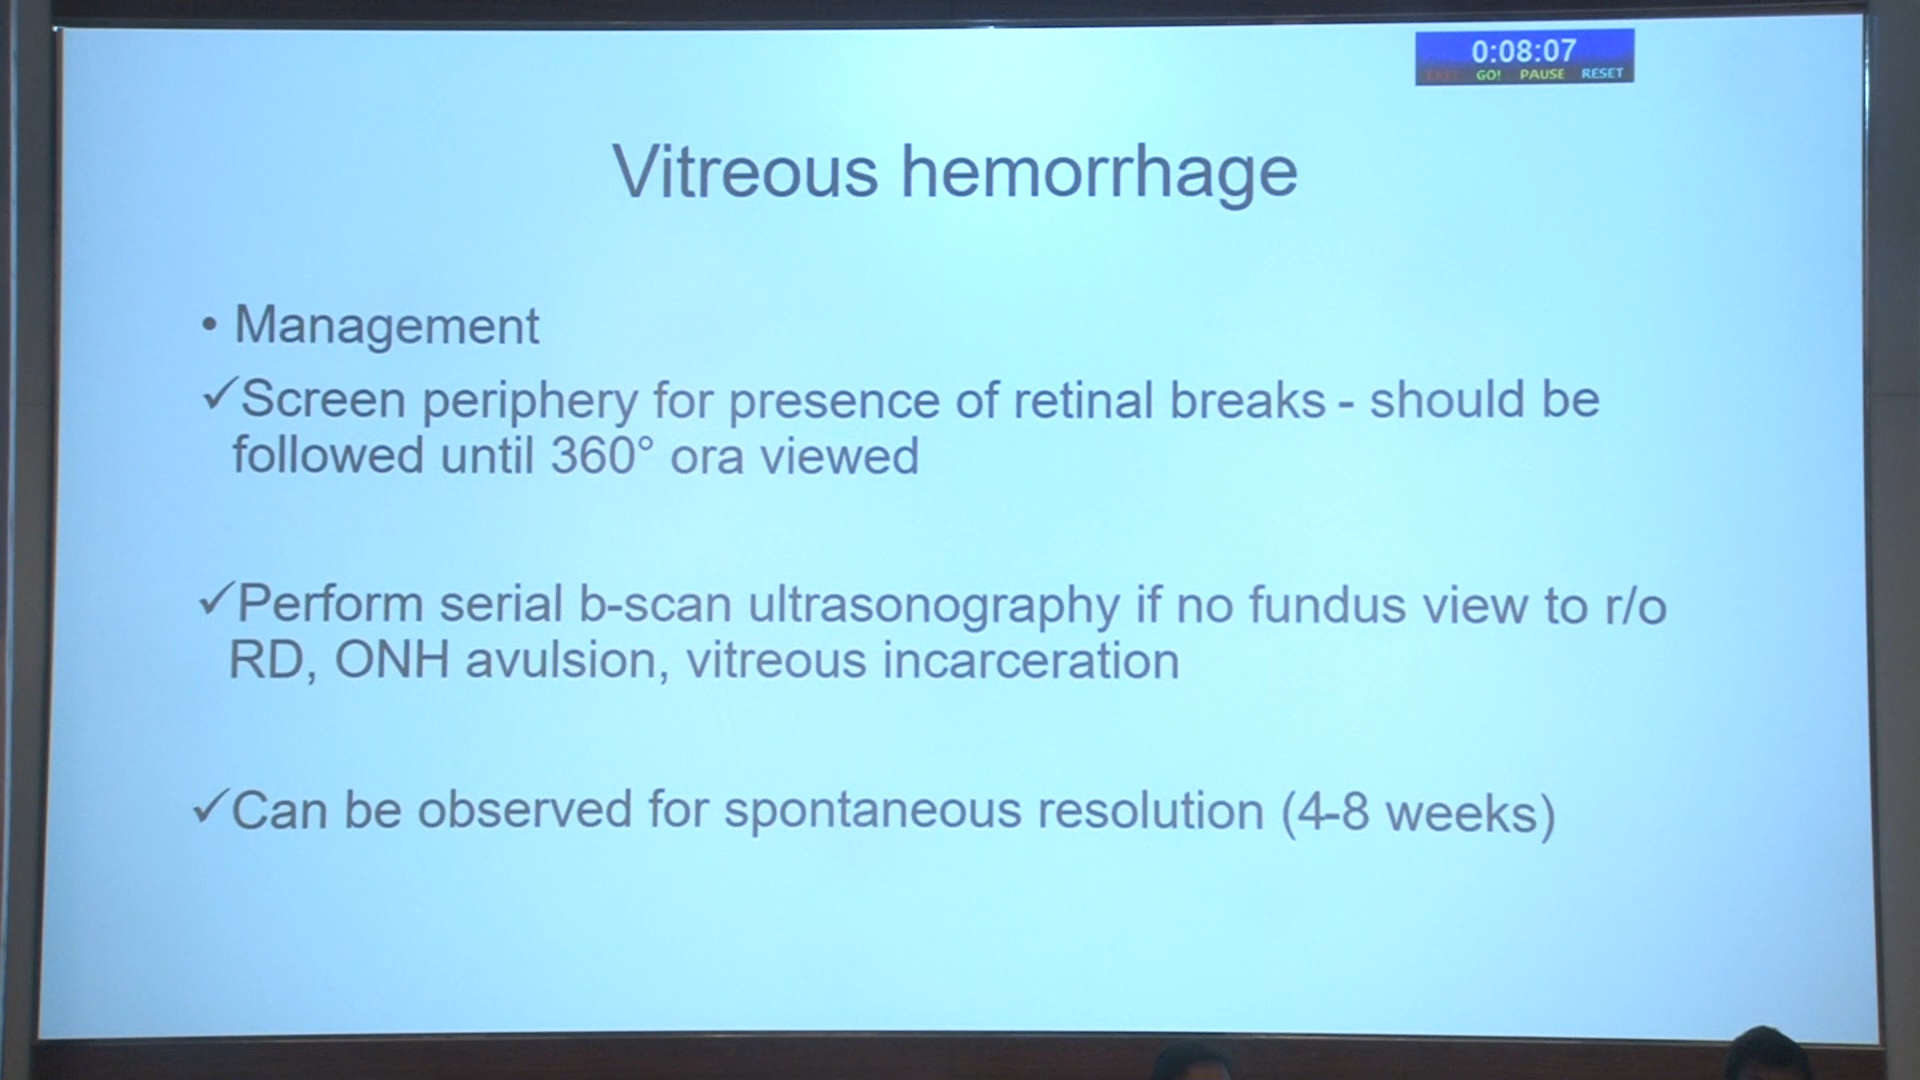 0:08:07
EXIT GO! PAUSE RESET
Vitreous hemorrhage
• Management
✓Screen periphery for presence of retinal breaks - should be
followed until 360° ora viewed
✓Perform serial b-scan ultrasonography if no fundus view to r/o
RD, ONH avulsion, vitreous incarceration
✓Can be observed for spontaneous resolution (4-8 weeks)